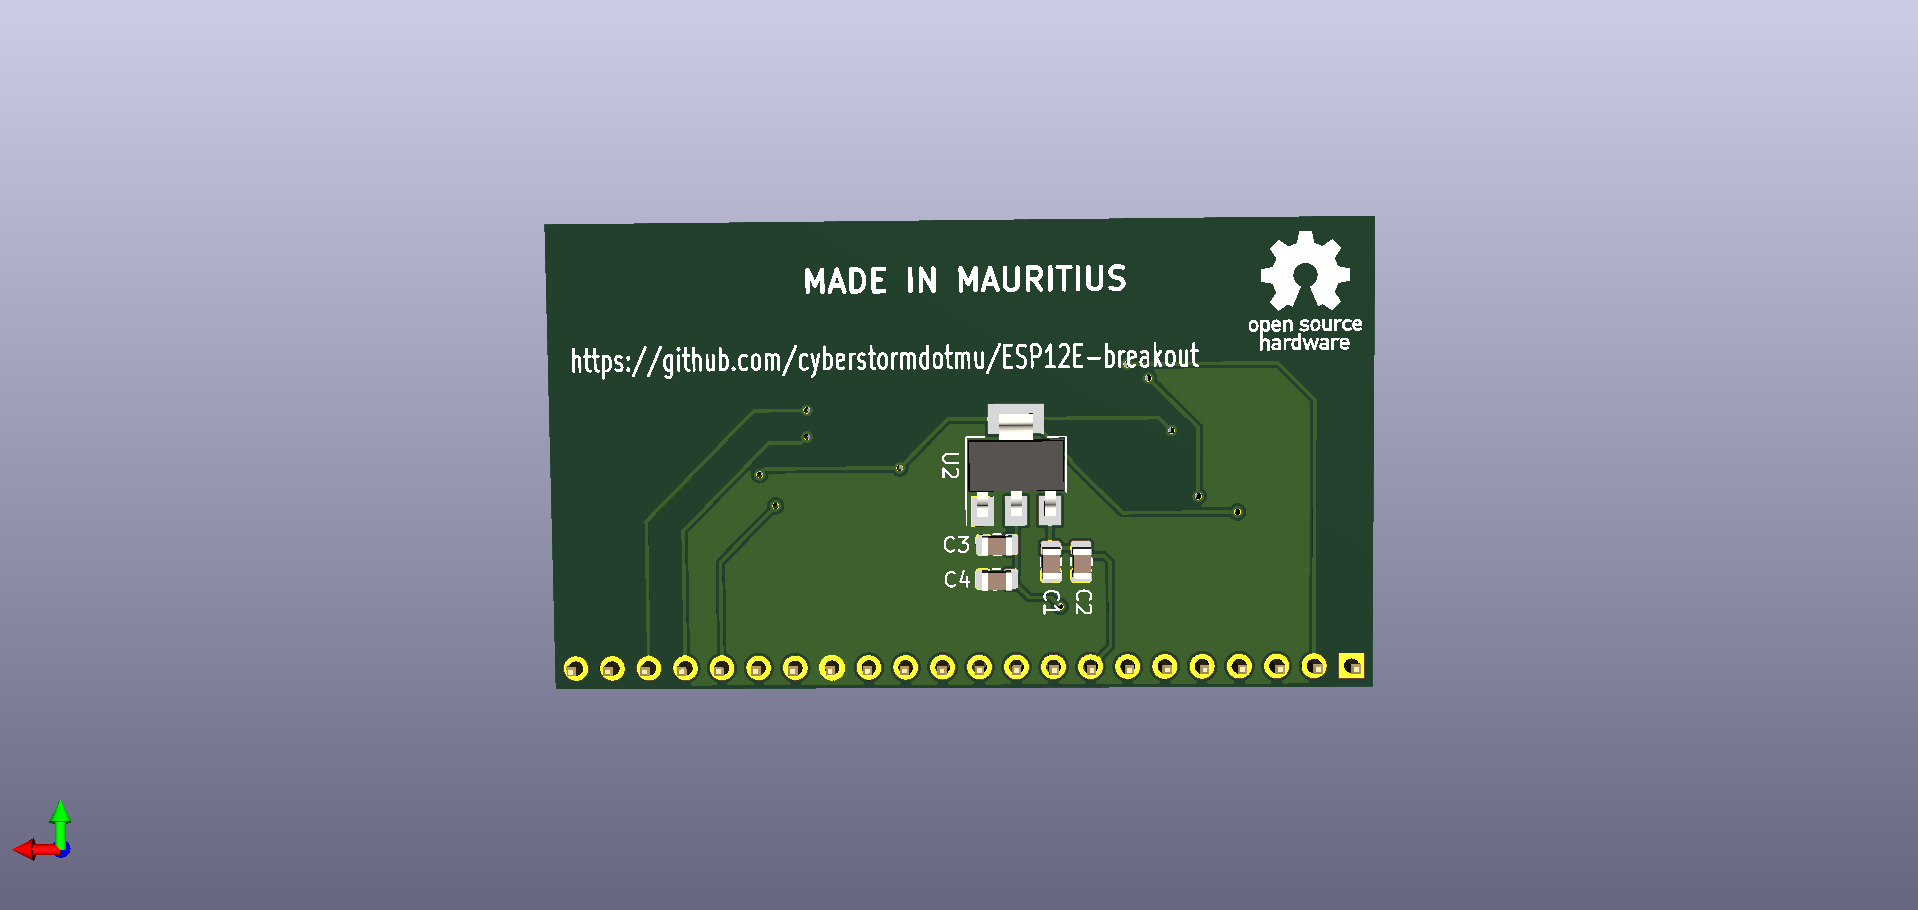 MADE IN MAURITIUS
open source
hardware
https://github.com/cyberstormdotmu/ESP12E-breakout
U2
C3
C4
C1
C2